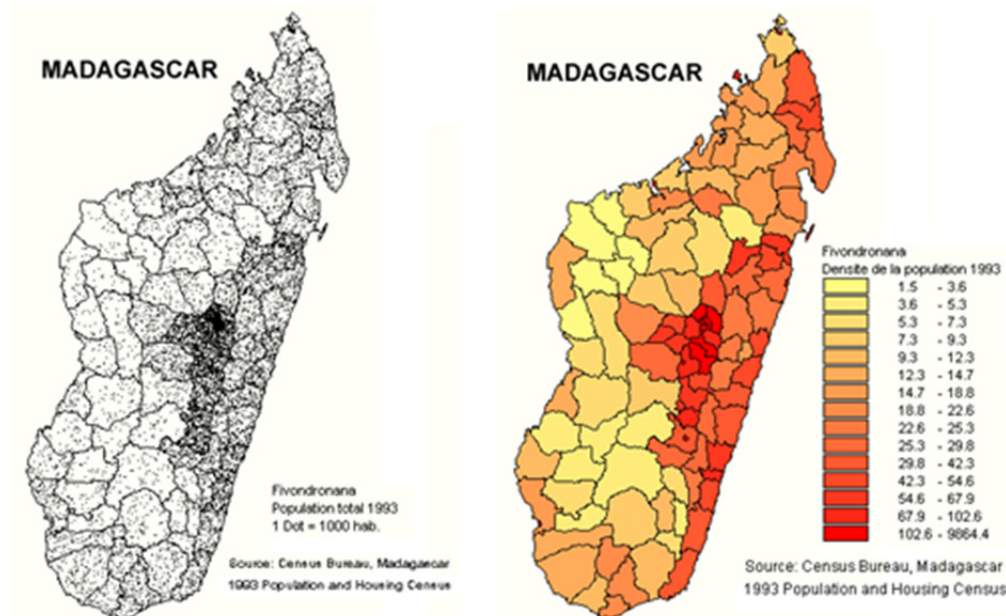 MADAGASCAR
Fivondronana
Population total 1993
1 Dot = 1000 hab.
Source: Census Bureau, Madagascar
1993 Population and Housing Census
MADAGASCAR
Fivondronana
Densite de la population 1993
1.5 - 3.6
3.6 - 5.3
5.3 - 7.3
7.3 - 9.3
9.3 - 12.3
12.3 - 14.7
14.7 - 18.8
18.8 - 22.6
22.6 - 25.3
25.3 - 29.8
29.8 - 42.3
42.3 - 54.6
54.6 - 67.9
67.9 - 102.6
102.6 - 9864.4
Source: Census Bureau, Madagascar
1993 Population and Housing Census